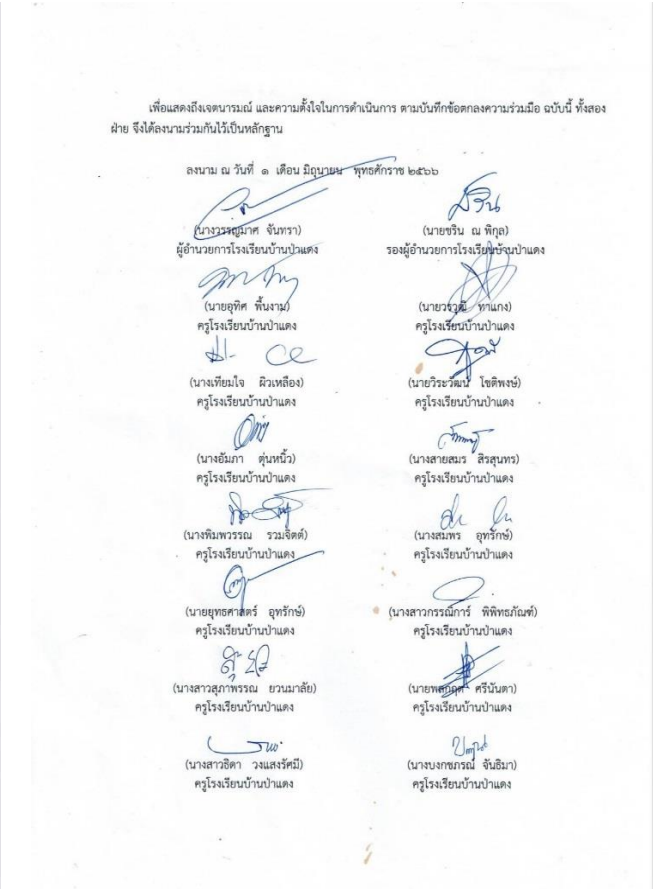 เพื่อแสดงถึงเจตนารมณ์ และความตั้งใจในการดำเนินการ ตามบันทึกข้อตกลงความร่วมมือ ฉบับนี้ ทั้งสอง
ฝ่าย จึงได้ลงนามร่วมกันไว้เป็นหลักฐาน
ลงนาม ณ วันที่ ๑ เดือน มิถุนายน พุทธศักราช ๒๕๖๖
(นางวรรญมาศ จันทรา) (นายชริน ณ พิกุล)
ผู้อำนวยการโรงเรียนบ้านป่าแดง รองผู้อำนวยการโรงเรียนบ้านป่าแดง
(นายอุทิศ พื้นงาม) (นายวรวุฒิ ทาแกง)
ครูโรงเรียนบ้านป่าแดง ครูโรงเรียนบ้านป่าแดง
(นางเทียมใจ ผิวเหลือง) (นายวิระวัฒน์ โชติพงษ์)
ครูโรงเรียนบ้านป่าแดง ครูโรงเรียนบ้านป่าแดง
(นางอัมภา ตุ่นหนิ้ว) (นางสายสมร สิรสุนทร)
ครูโรงเรียนบ้านป่าแดง ครูโรงเรียนบ้านป่าแดง
(นางพิมพวรรณ รวมจิตต์) (นางสมพร อุทรักษ์)
ครูโรงเรียนบ้านป่าแดง ครูโรงเรียนบ้านป่าแดง
(นายยุทธศาสตร์ อุทรักษ์) (นางสาวกรรณิการ์ พิพิทธภัณฑ์)
ครูโรงเรียนบ้านป่าแดง ครูโรงเรียนบ้านป่าแดง
(นางสาวสุภาพรรณ ยวนมาลัย) (นายพลกฤต ศรีนันตา)
ครูโรงเรียนบ้านป่าแดง ครูโรงเรียนบ้านป่าแดง
(นางสาวธิดา วงแสงรัศมี) (นางบงกชภรณ์ จันธิมา)
ครูโรงเรียนบ้านป่าแดง ครูโรงเรียนบ้านป่าแดง